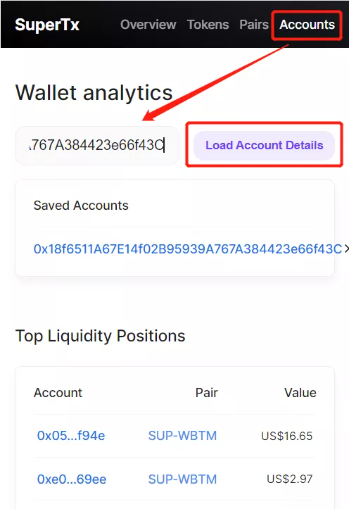 SuperTx Overview Tokens Pairs Accounts
Wallet analytics
A767A384423e66f43C Load Account Details
Saved Accounts
0x18f6511A67E14f02B95939A767A384423e66f43C
Top Liquidity Positions
Account Pair Value
0x05...f94e SUP-WBTM US$16.65
0xe0...69ee SUP-WBTM US$2.97